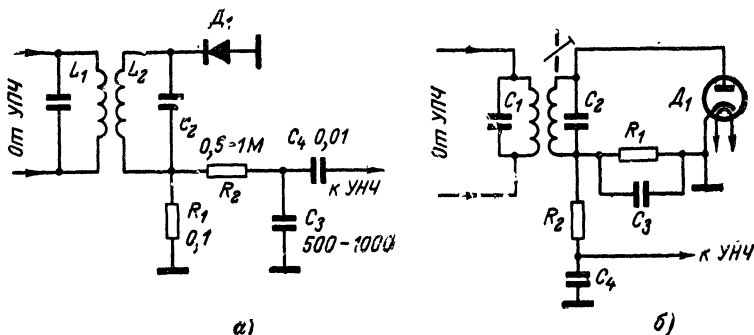 От УПЧ
L1
L2
C2
Д1
0,5÷1М
R2
C4 0,01
к УНЧ
R1
0,1
C3
500-1000
а)
От УПЧ
C1
C2
Д1
R1
C3
R2
к УНЧ
C4
б)